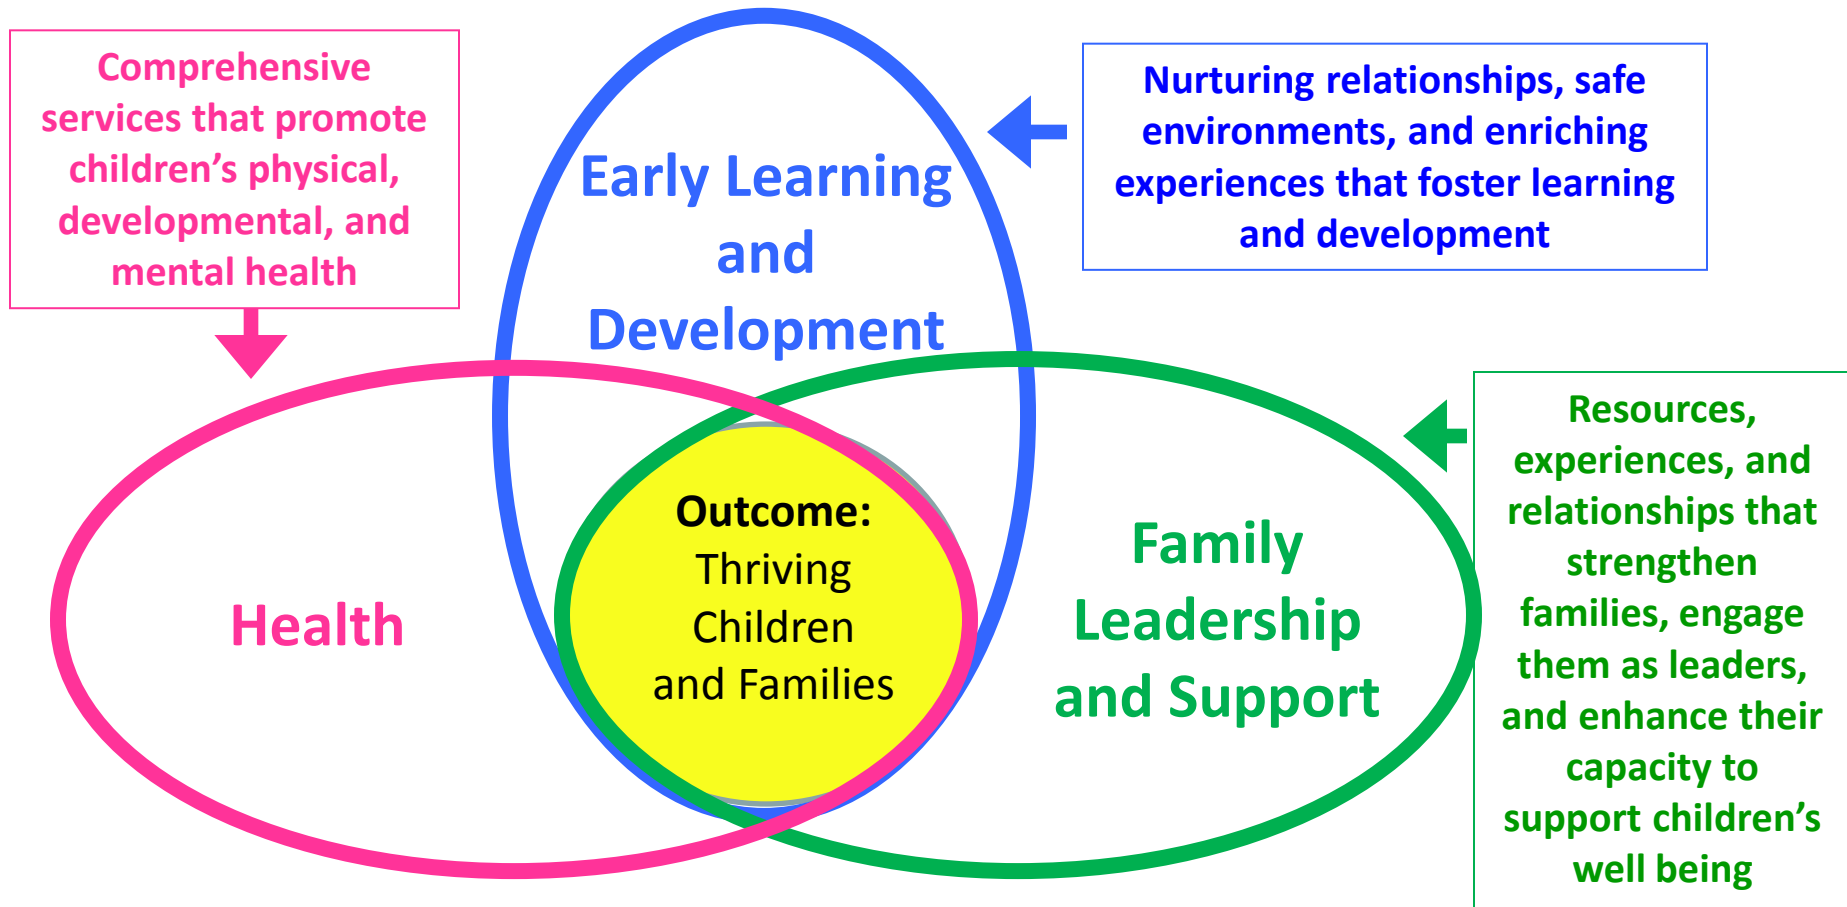 Comprehensive
services that promote
children’s physical,
developmental, and
mental health
Early Learning
and
Development
Nurturing relationships, safe
environments, and enriching
experiences that foster learning
and development
Health
Outcome:
Thriving
Children
and Families
Family
Leadership
and Support
Resources,
experiences, and
relationships that
strengthen
families, engage
them as leaders,
and enhance their
capacity to
support children’s
well being